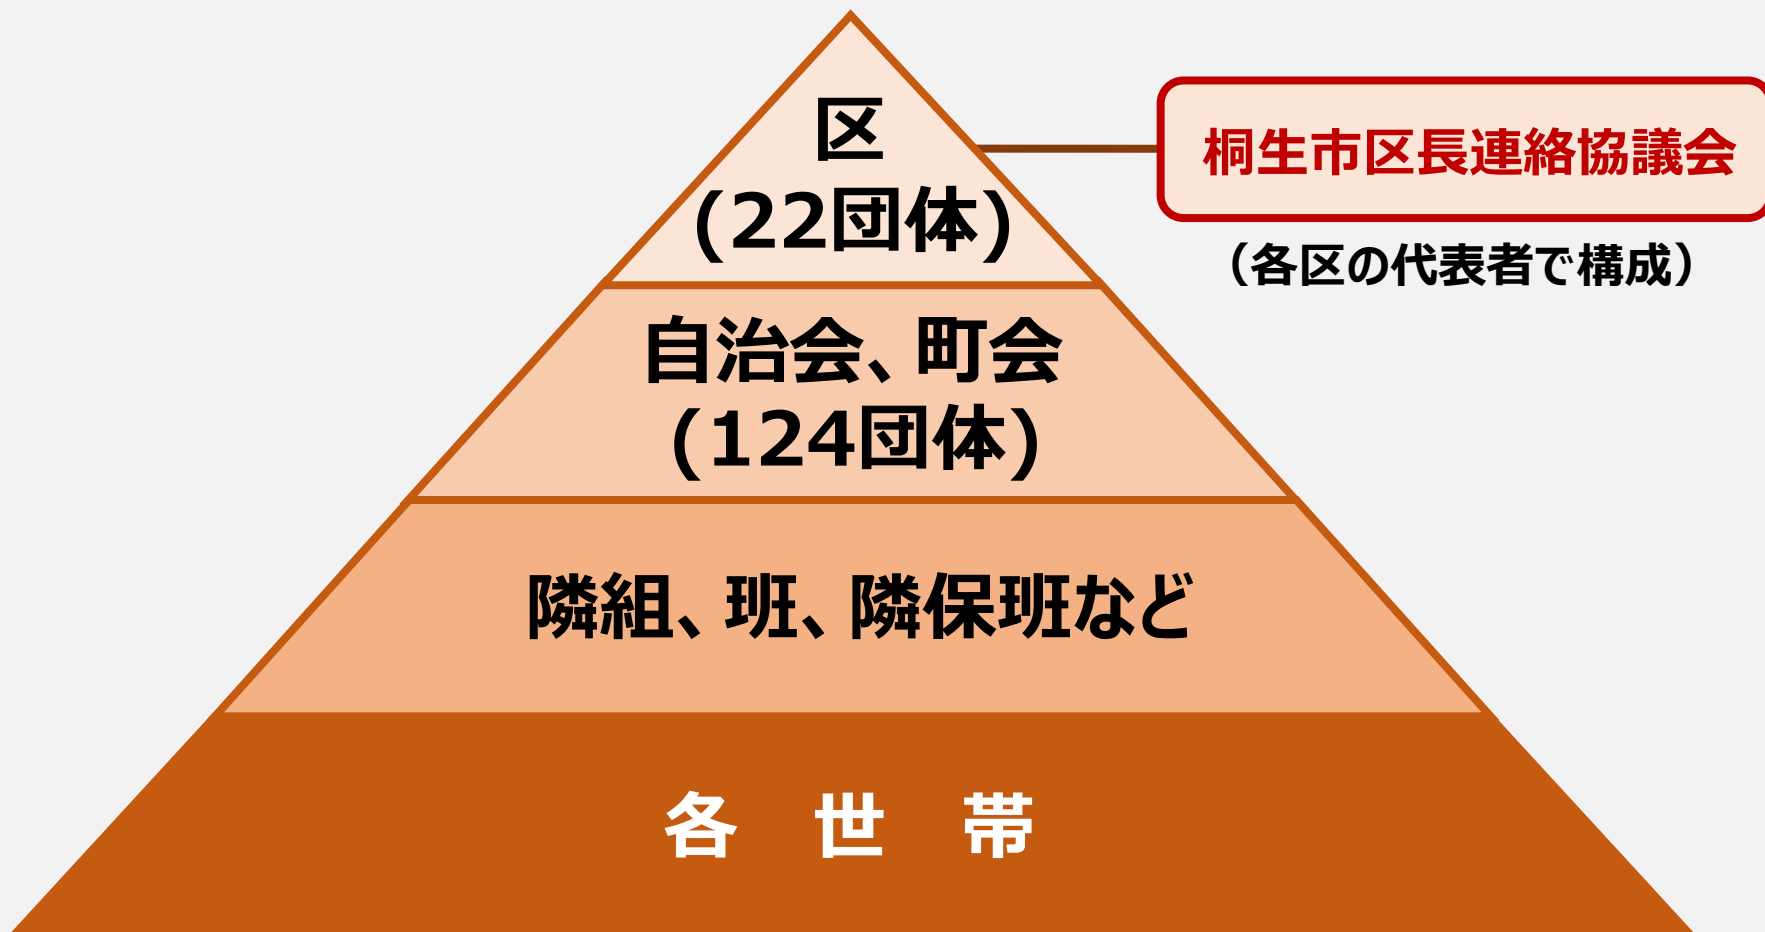 区
(22団体)
桐生市区長連絡協議会
（各区の代表者で構成）
自治会、町会
(124団体)
隣組、班、隣保班など
各　世　帯